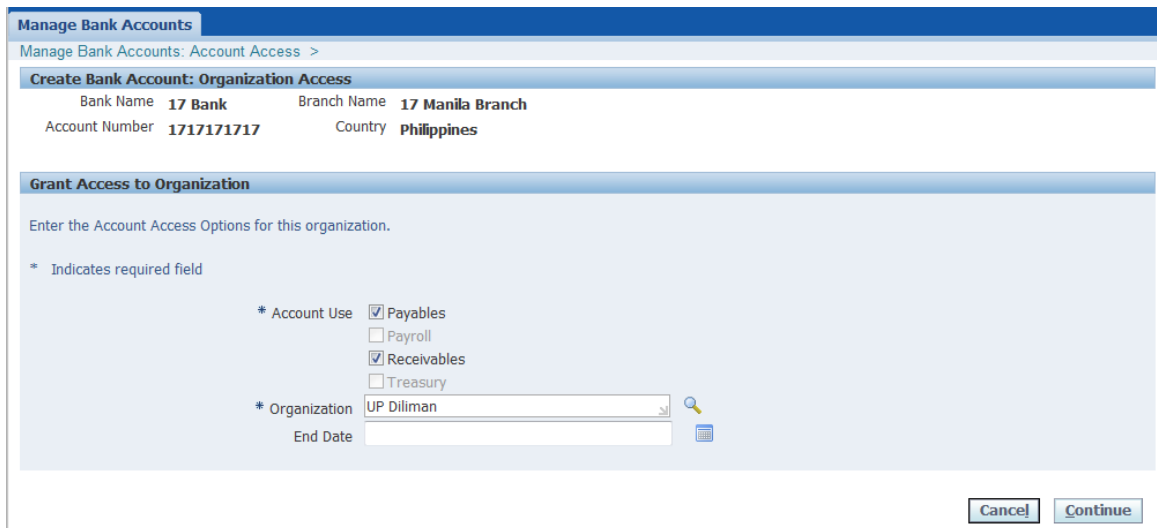 Manage Bank Accounts
Manage Bank Accounts: Account Access >
Create Bank Account: Organization Access
Bank Name 17 Bank Branch Name 17 Manila Branch
Account Number 1717171717 Country Philippines
Grant Access to Organization
Enter the Account Access Options for this organization.
* Indicates required field
* Account Use Payables
Payroll
Receivables
Treasury
* Organization UP Diliman
End Date
Cancel Continue